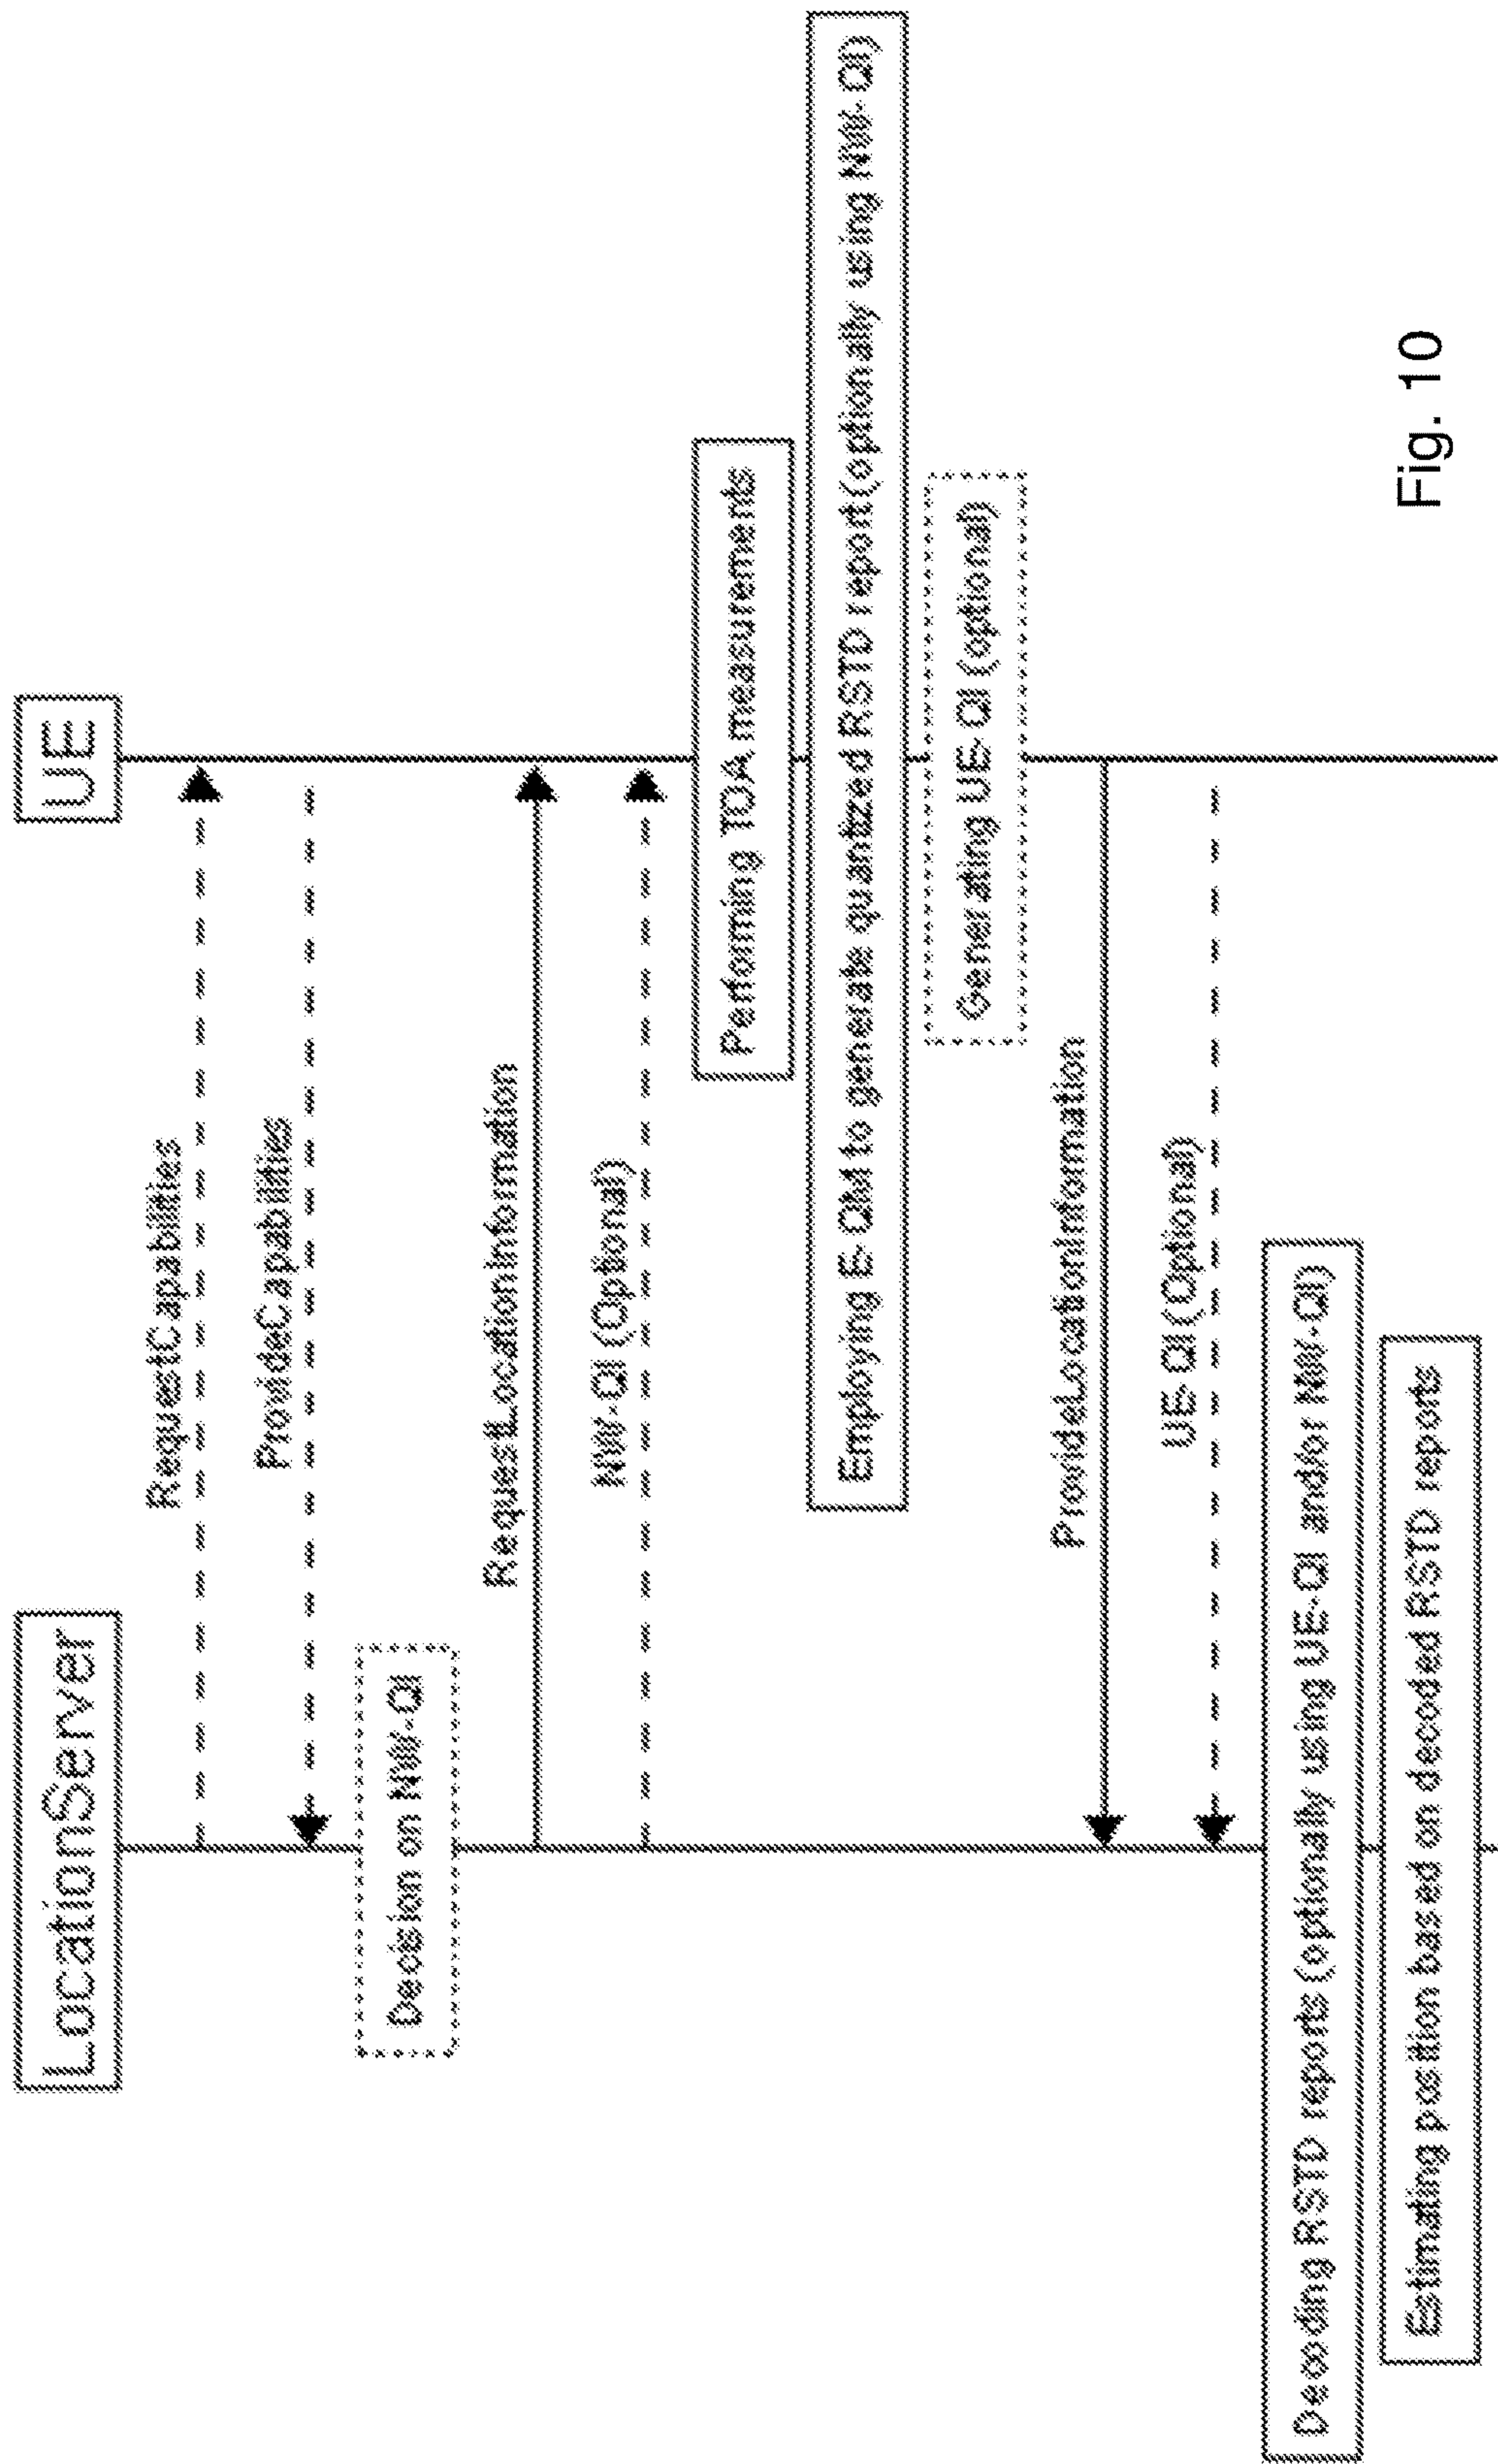 LocationServer
UE
RequestCapabilities
ProvideCapabilities
Decision on NW-QI
RequestLocationInformation
NW-QI (Optional)
Performing TOA measurements
Employing E-QM to generate quantized RSTD report (optionally using NW-QI)
Generating UE-QI (optional)
ProvideLocationInformation
UE-QI (Optional)
Decoding RSTD reports (optionally using UE-QI and/or NW-QI)
Estimating position based on decoded RSTD reports
Fig. 10